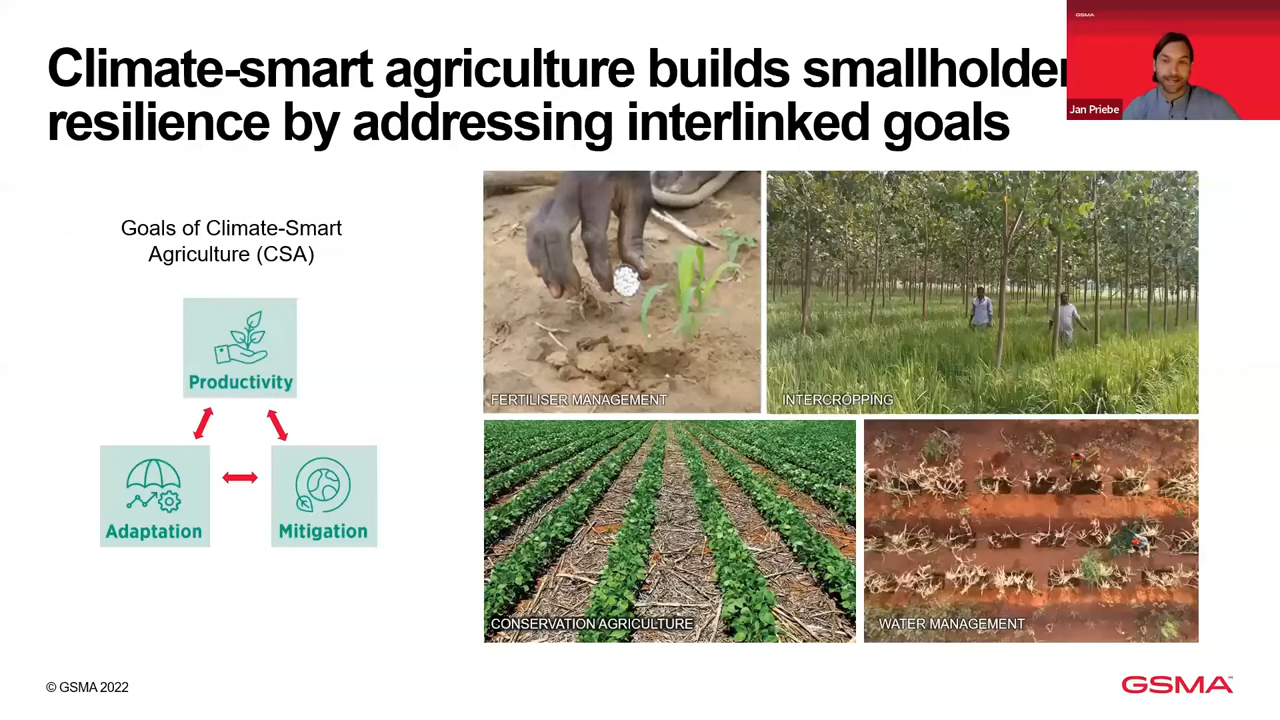 Climate-smart agriculture builds smallholder
resilience by addressing interlinked goals
GSMA
Jan Priebe
Goals of Climate-Smart
Agriculture (CSA)
Productivity
Adaptation
Mitigation
FERTILISER MANAGEMENT
INTERCROPPING
CONSERVATION AGRICULTURE
WATER MANAGEMENT
© GSMA 2022
GSMA™